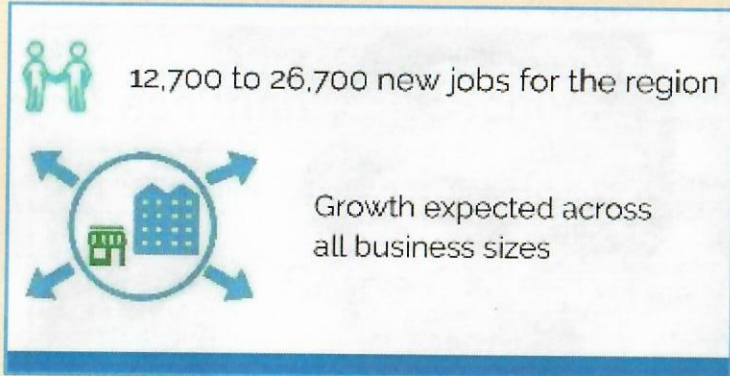 12,700 to 26,700 new jobs for the region
Growth expected across
all business sizes